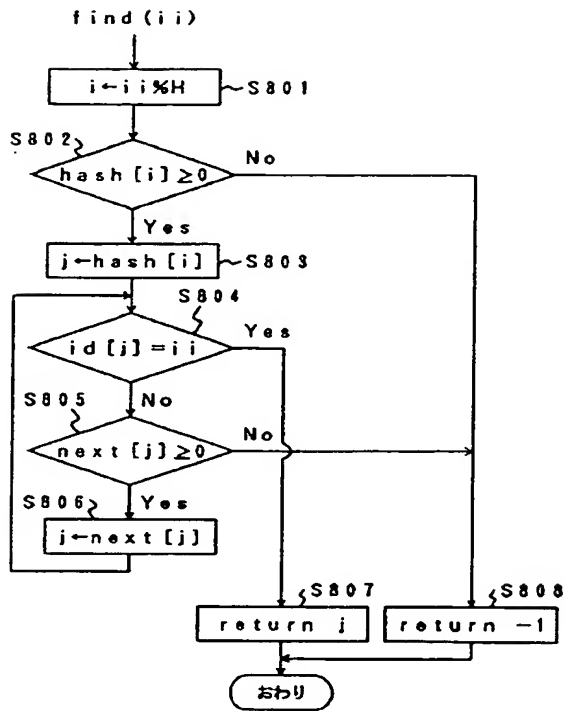 find(ii)
i←ii%H
S801
S802
hash[i]≥0
No
Yes
j←hash[i]
S803
S804
id[j]=ii
Yes
No
S805
next[j]≥0
No
Yes
S806
j←next[j]
S807
return j
S808
return -1
おわり